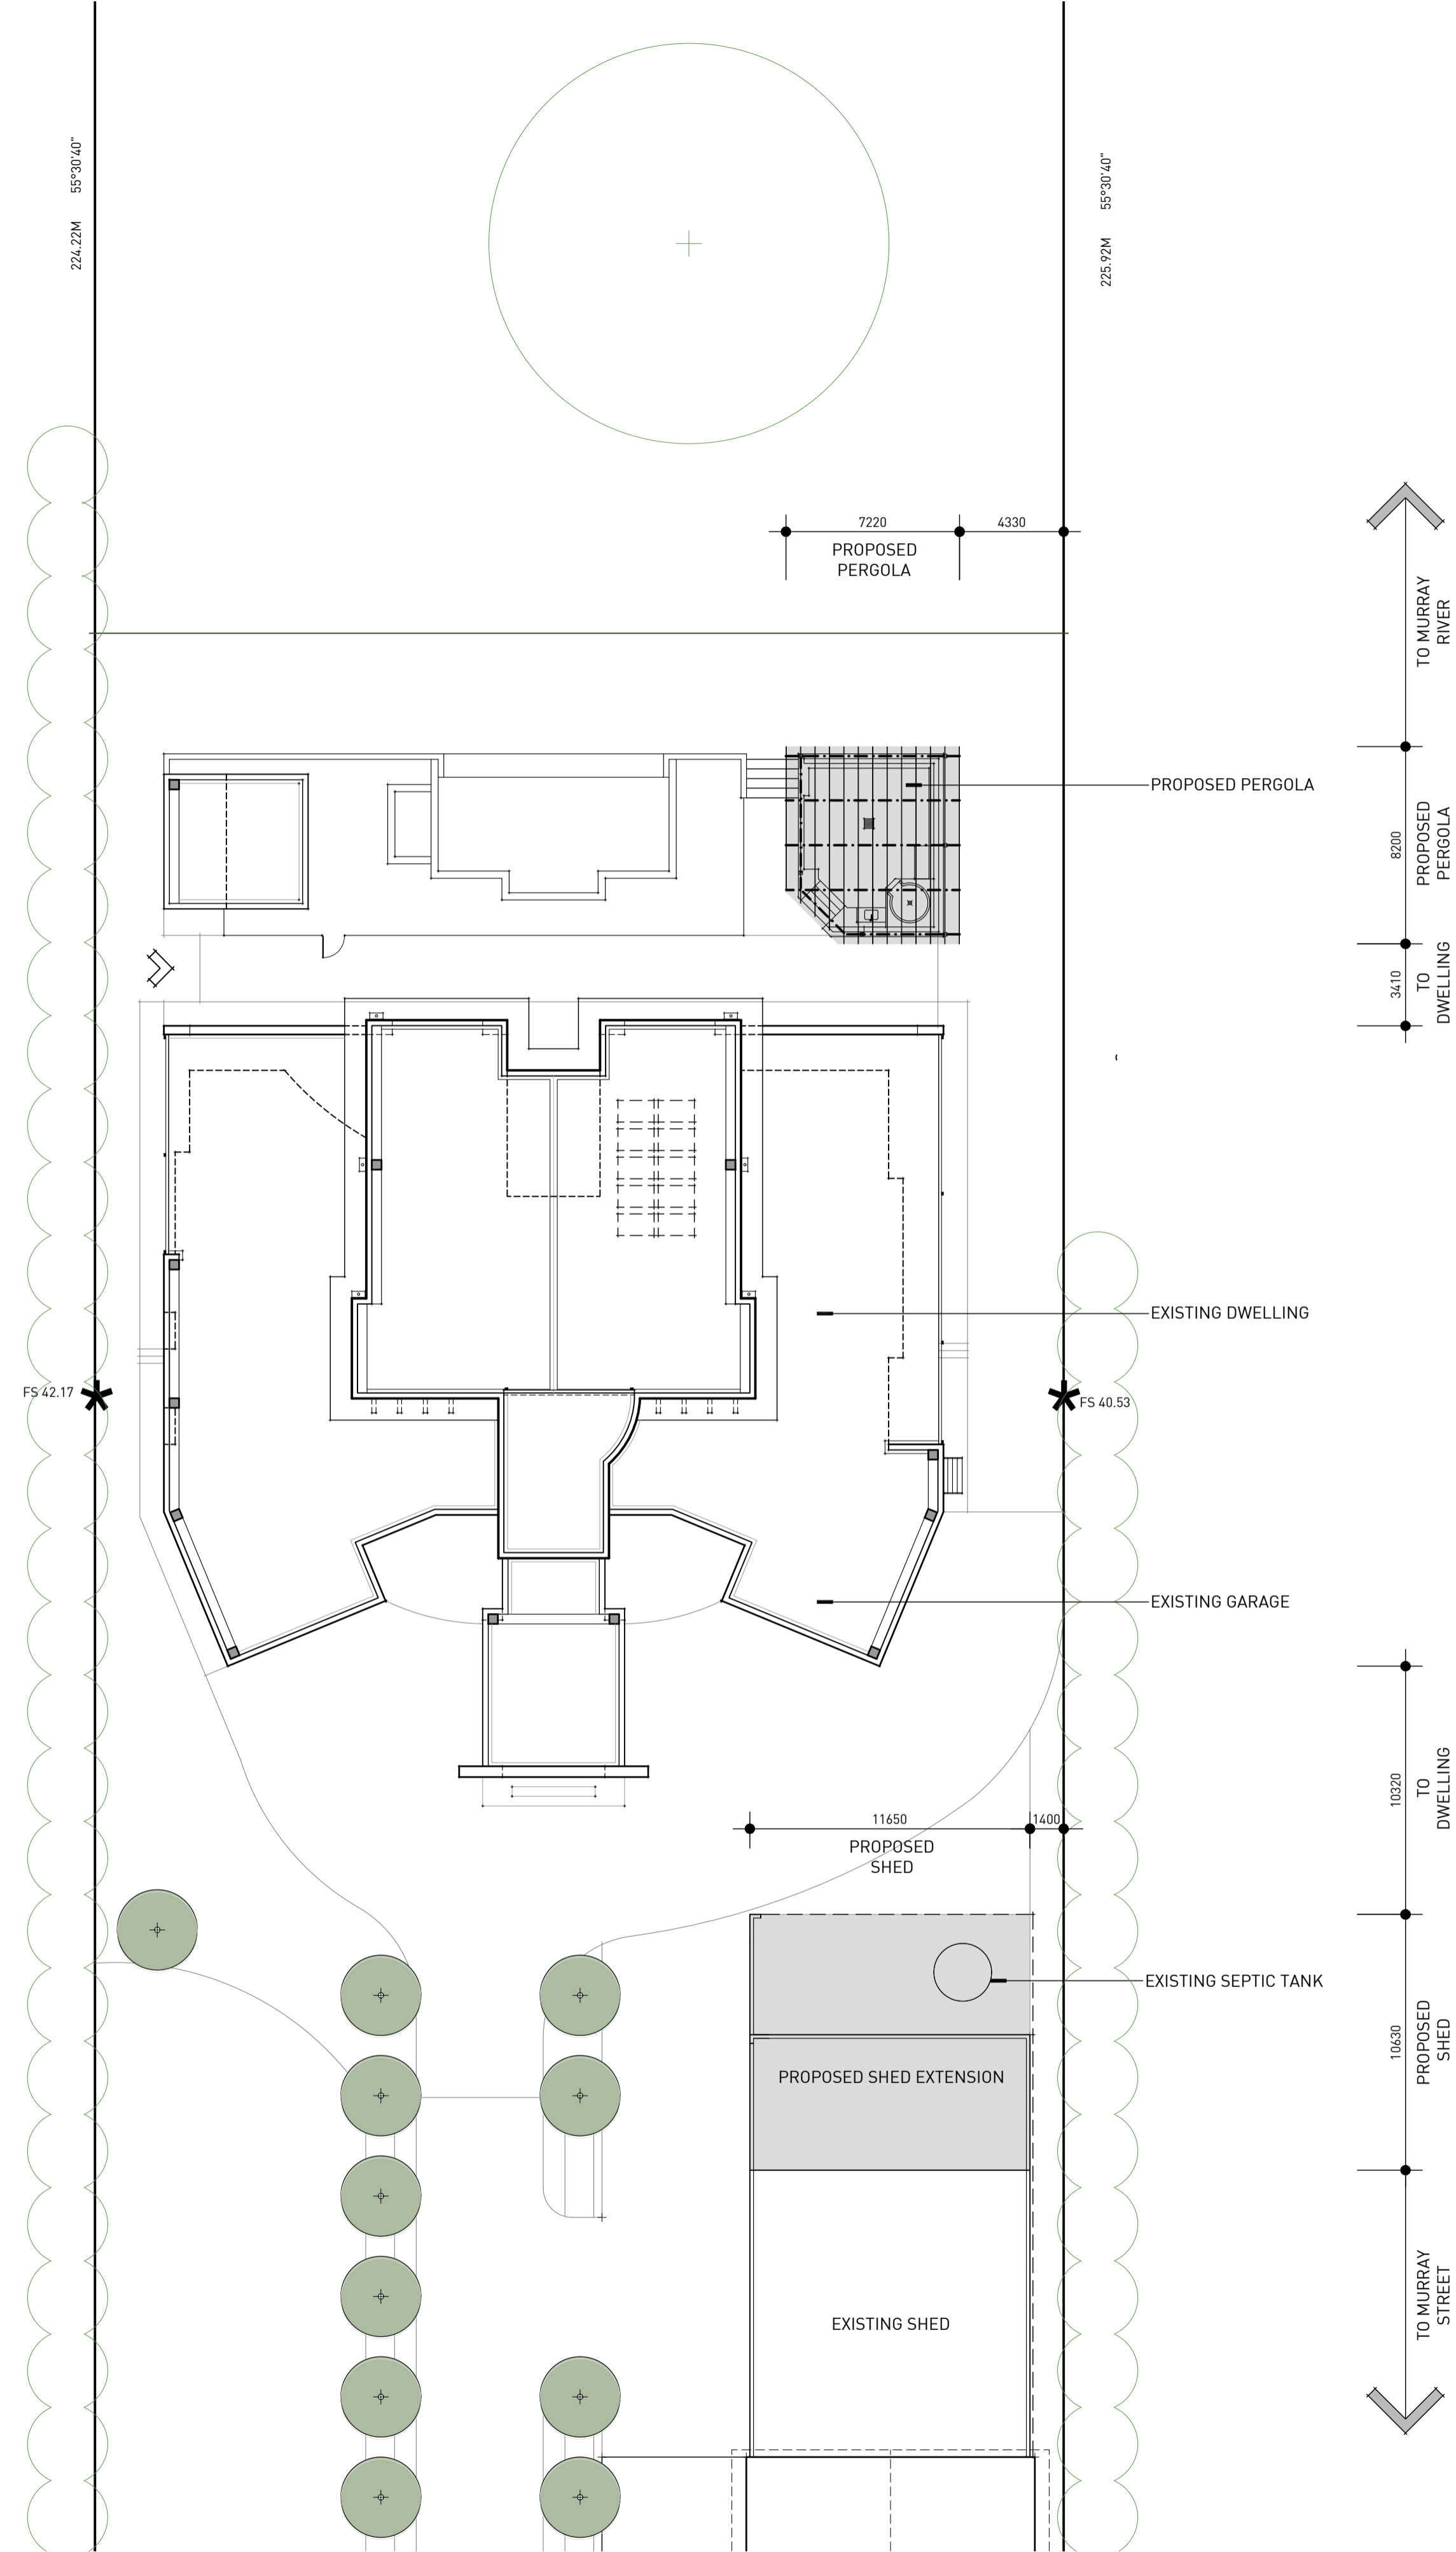 224.22M 55°30'40"
225.92M 55°30'40"
7220
4330
PROPOSED
PERGOLA
TO MURRAY
RIVER
PROPOSED PERGOLA
8200
PROPOSED
PERGOLA
3410
TO
DWELLING
EXISTING DWELLING
FS 42.17
FS 40.53
EXISTING GARAGE
10320
TO
DWELLING
11650
1400
PROPOSED
SHED
EXISTING SEPTIC TANK
10630
PROPOSED
SHED
PROPOSED SHED EXTENSION
EXISTING SHED
TO MURRAY
STREET